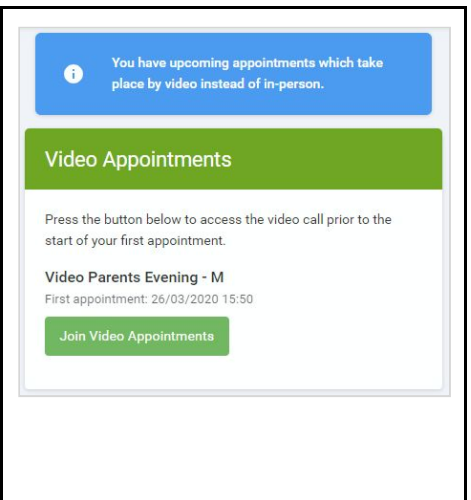 You have upcoming appointments which take
place by video instead of in-person.
Video Appointments
Press the button below to access the video call prior to the
start of your first appointment.
Video Parents Evening - M
First appointment: 26/03/2020 15:50
Join Video Appointments